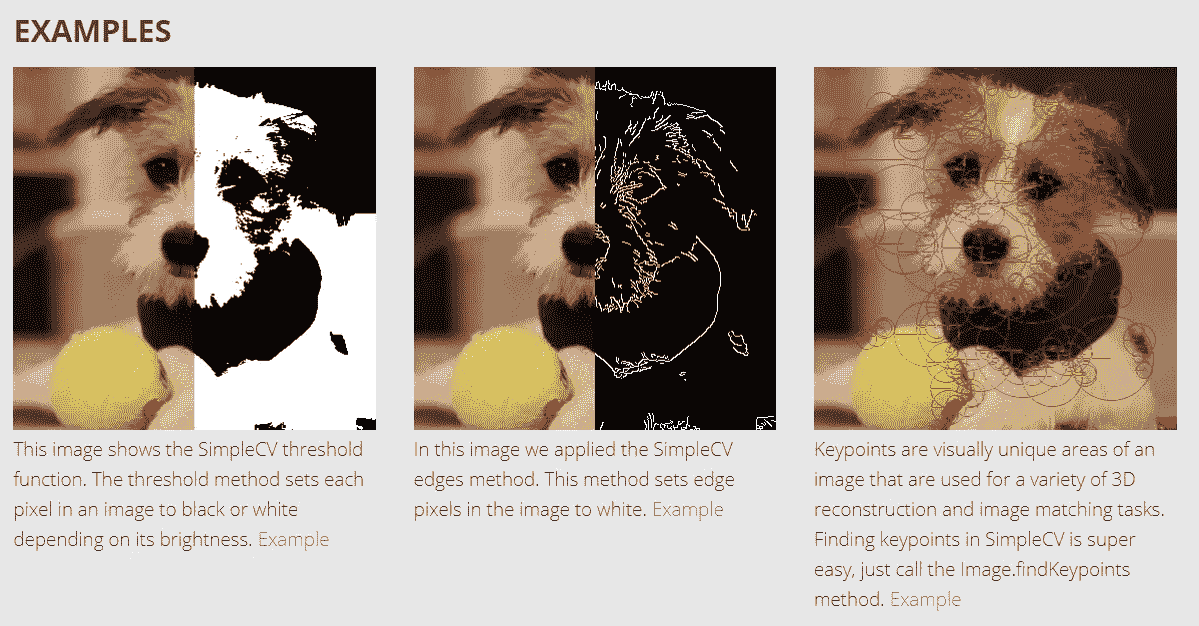 EXAMPLES
This image shows the SimpleCV threshold
function. The threshold method sets each
pixel in an image to black or white
depending on its brightness. Example
In this image we applied the SimpleCV
edges method. This method sets edge
pixels in the image to white. Example
Keypoints are visually unique areas of an
image that are used for a variety of 3D
reconstruction and image matching tasks.
Finding keypoints in SimpleCV is super
easy, just call the Image.findKeypoints
method. Example